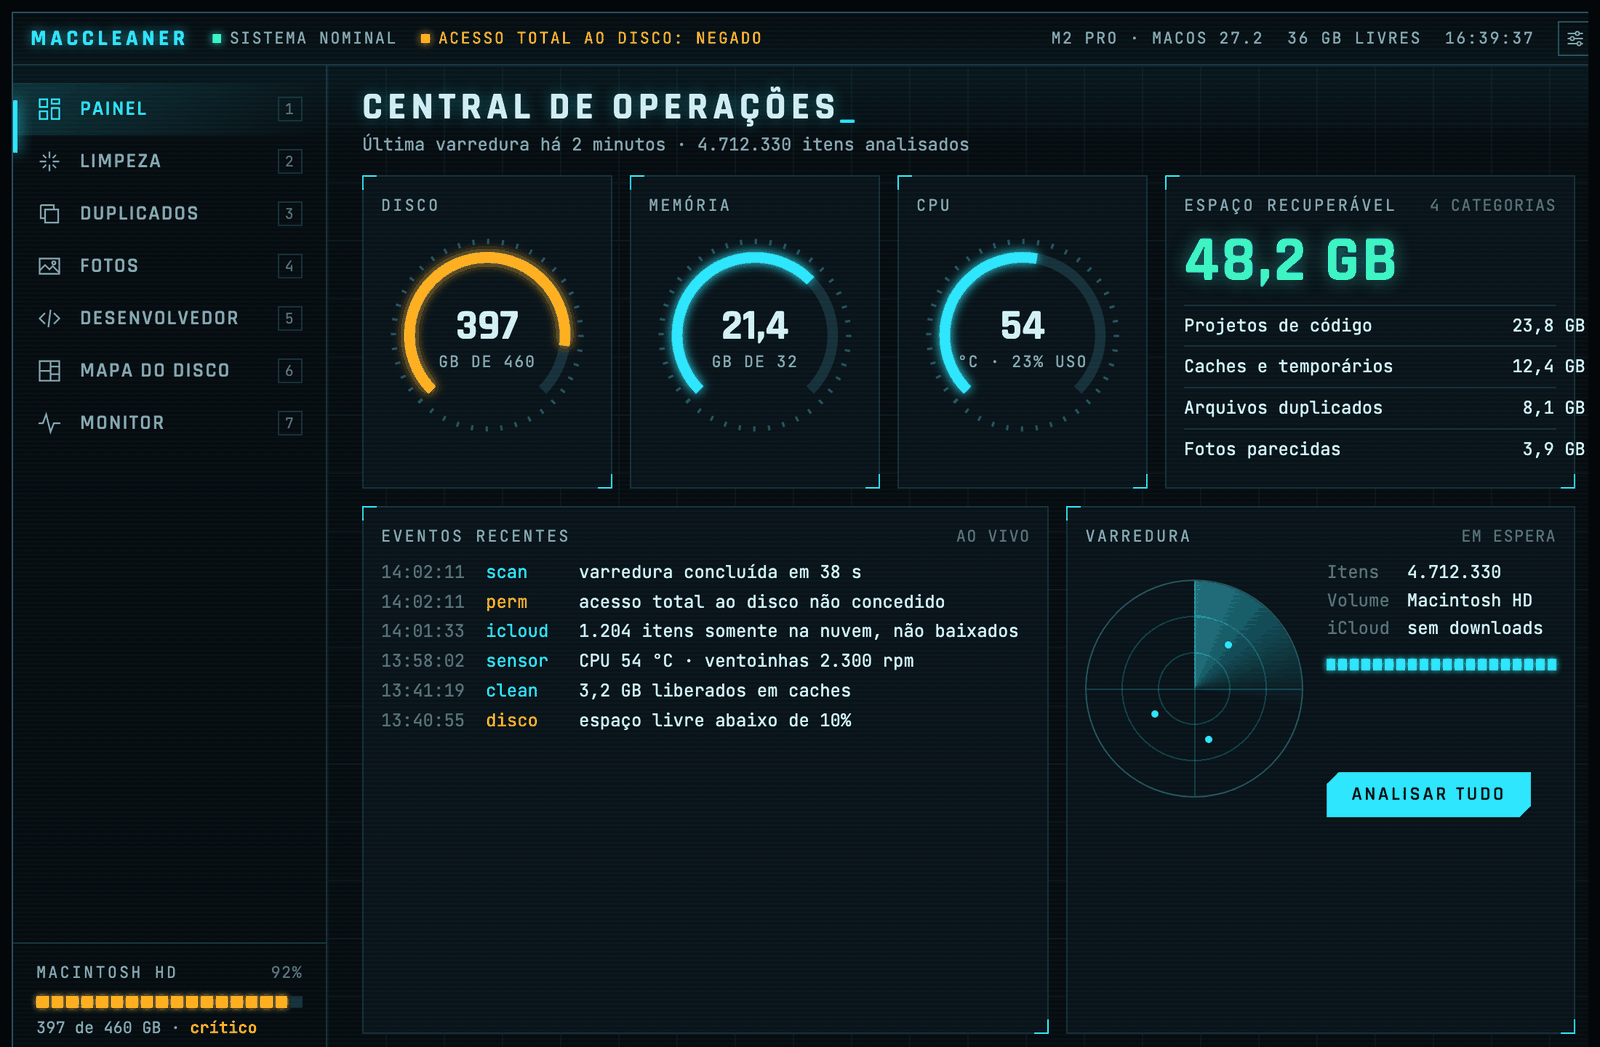 MACCLEANER
SISTEMA NOMINAL
ACESSO TOTAL AO DISCO: NEGADO
M2 PRO · MACOS 27.2
36 GB LIVRES
16:39:37
PAINEL 1
LIMPEZA 2
DUPLICADOS 3
FOTOS 4
DESENVOLVEDOR 5
MAPA DO DISCO 6
MONITOR 7
MACINTOSH HD 92%
397 de 460 GB · crítico
CENTRAL DE OPERAÇÕES_
Última varredura há 2 minutos · 4.712.330 itens analisados
DISCO
397
GB DE 460
MEMÓRIA
21,4
GB DE 32
CPU
54
°C · 23% USO
ESPAÇO RECUPERÁVEL 4 CATEGORIAS
48,2 GB
Projetos de código 23,8 GB
Caches e temporários 12,4 GB
Arquivos duplicados 8,1 GB
Fotos parecidas 3,9 GB
EVENTOS RECENTES AO VIVO
14:02:11 scan varredura concluída em 38 s
14:02:11 perm acesso total ao disco não concedido
14:01:33 icloud 1.204 itens somente na nuvem, não baixados
13:58:02 sensor CPU 54 °C · ventoinhas 2.300 rpm
13:41:19 clean 3,2 GB liberados em caches
13:40:55 disco espaço livre abaixo de 10%
VARREDURA EM ESPERA
Itens 4.712.330
Volume Macintosh HD
iCloud sem downloads
ANALISAR TUDO